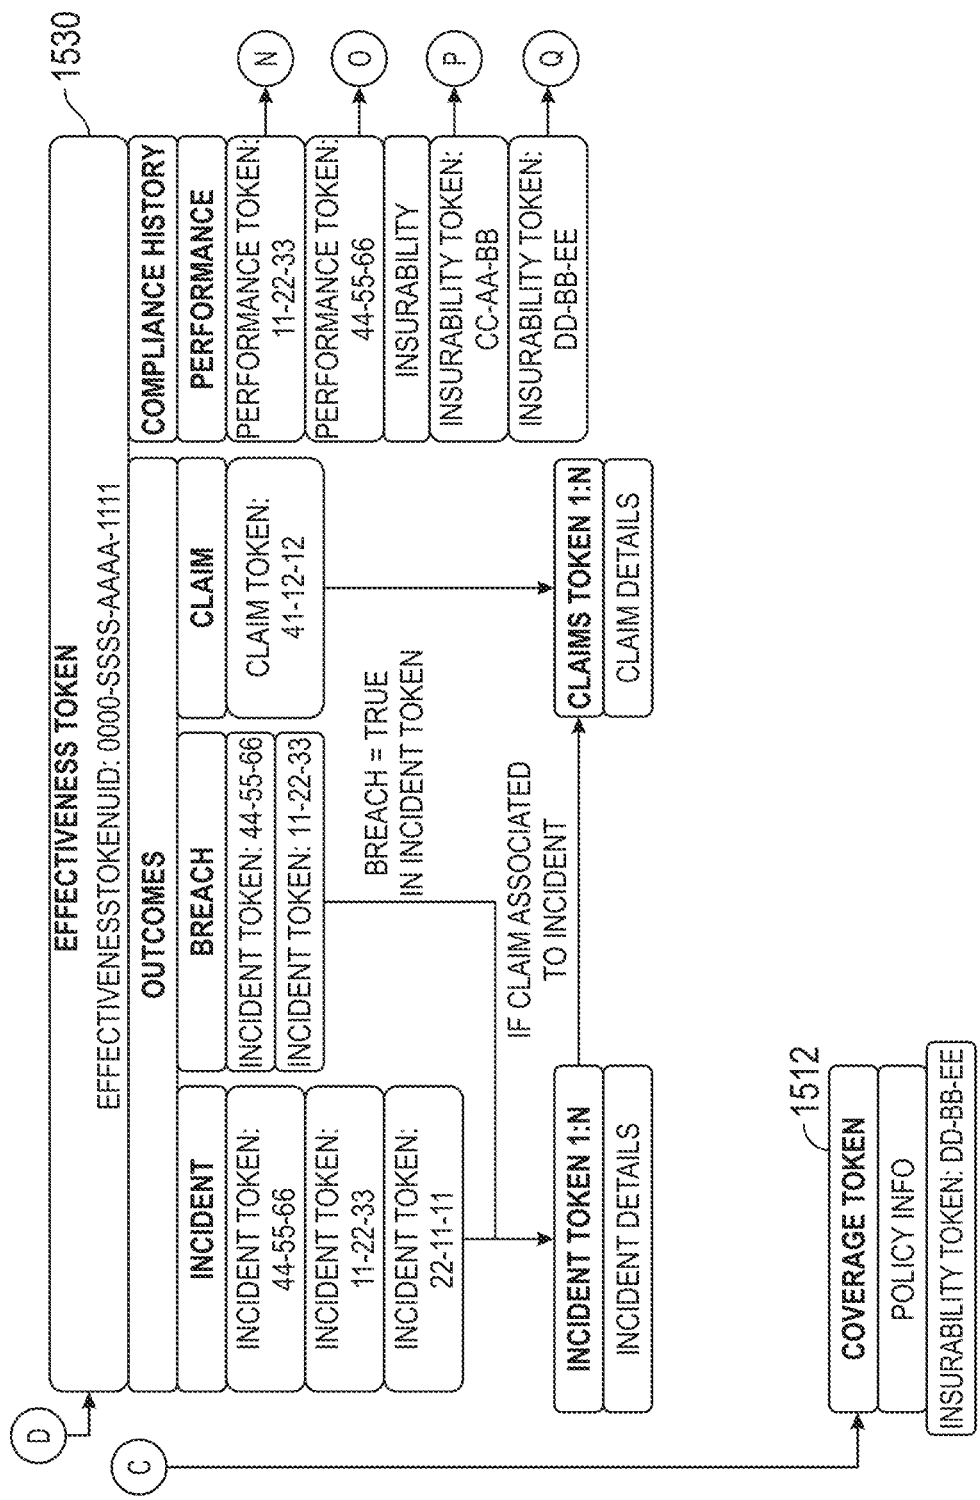 D
1530
EFFECTIVENESS TOKEN
EFFECTIVENESSTOKENUID: 0000-SSSS-AAAA-1111
OUTCOMES
COMPLIANCE HISTORY
INCIDENT
INCIDENT TOKEN:
44-55-66
INCIDENT TOKEN:
11-22-33
INCIDENT TOKEN:
22-11-11
BREACH
INCIDENT TOKEN: 44-55-66
INCIDENT TOKEN: 11-22-33
CLAIM
CLAIM TOKEN:
41-12-12
PERFORMANCE
PERFORMANCE TOKEN:
11-22-33
N
PERFORMANCE TOKEN:
44-55-66
O
INSURABILITY
INSURABILITY TOKEN:
CC-AA-BB
P
INSURABILITY TOKEN:
DD-BB-EE
Q
BREACH = TRUE
IN INCIDENT TOKEN
IF CLAIM ASSOCIATED
TO INCIDENT
INCIDENT TOKEN 1:N
INCIDENT DETAILS
CLAIMS TOKEN 1:N
CLAIM DETAILS
C
1512
COVERAGE TOKEN
POLICY INFO
INSURABILITY TOKEN: DD-BB-EE